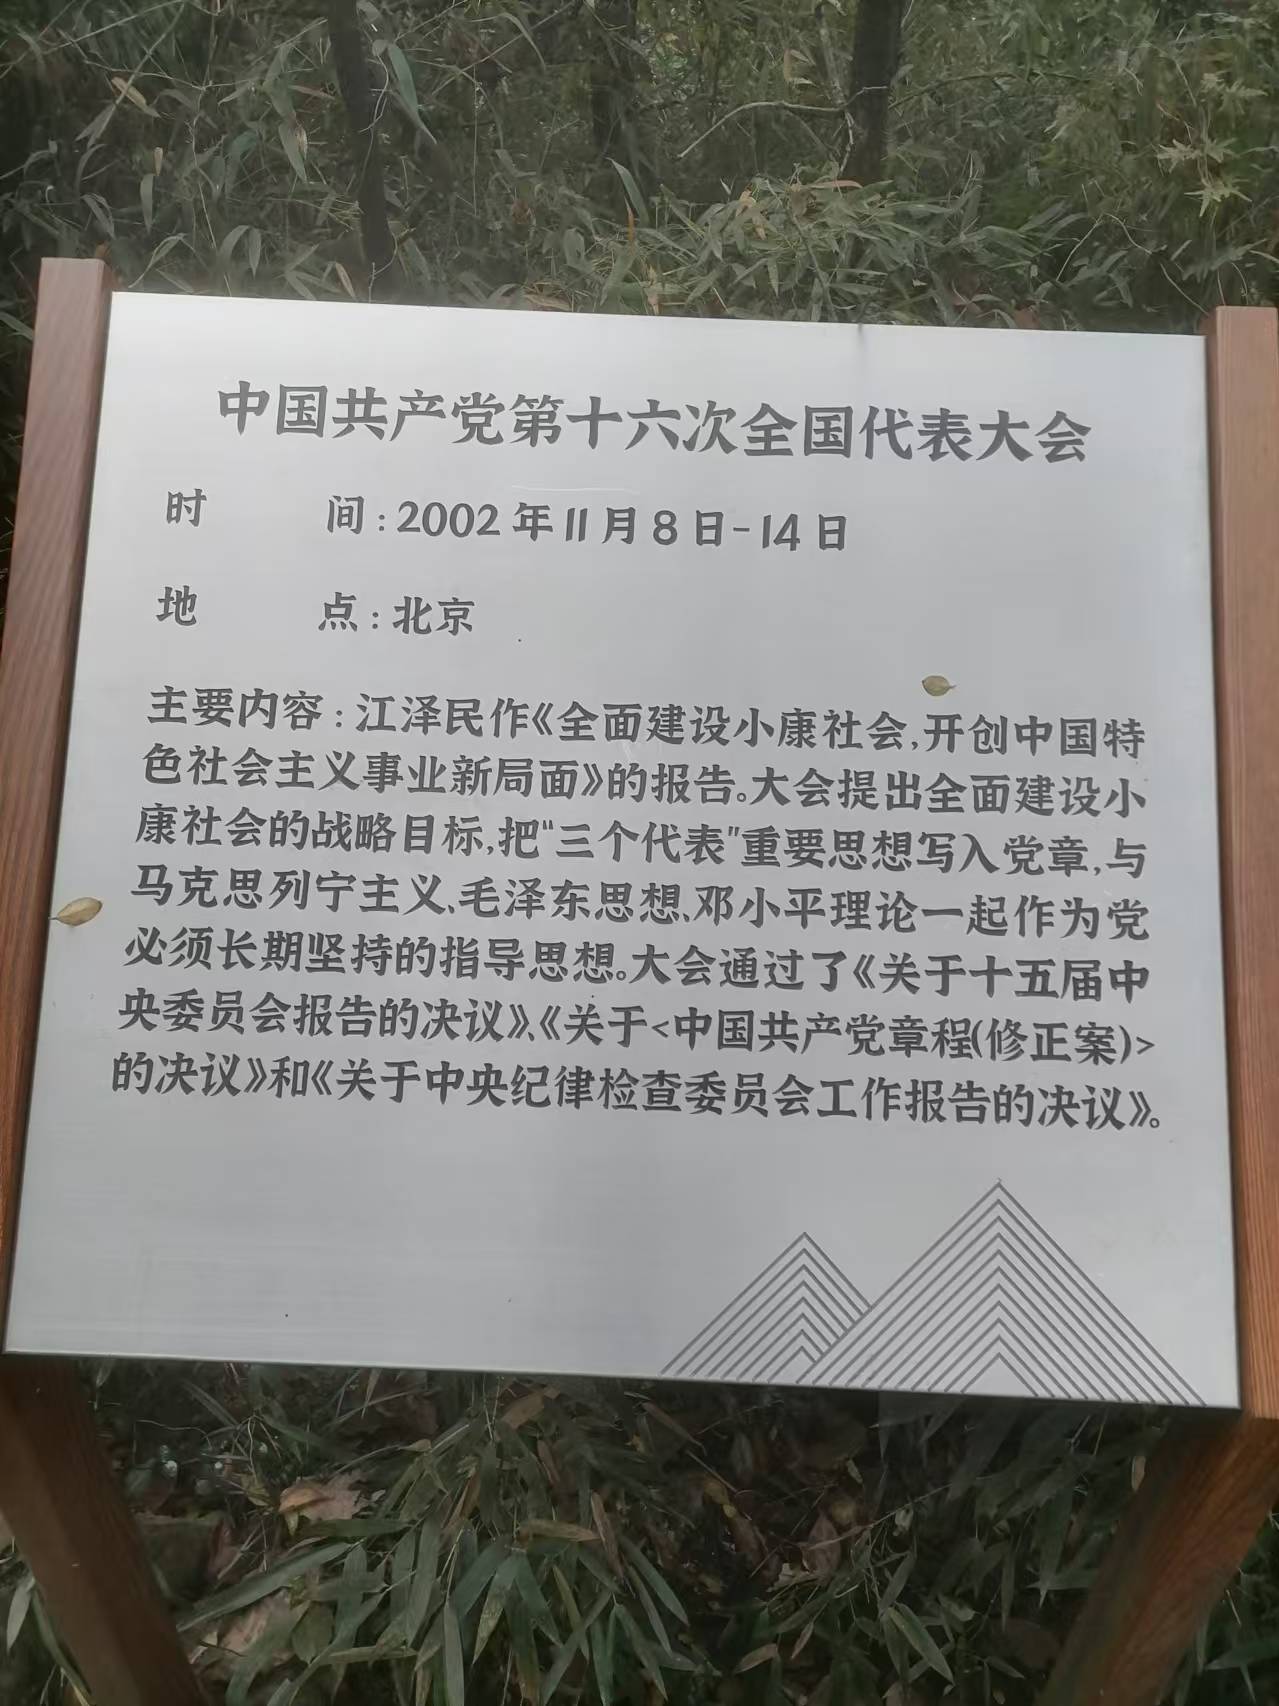 中国共产党第十六次全国代表大会
时 间：2002年11月8日-14日
地 点：北京
主要内容：江泽民作《全面建设小康社会，开创中国特
色社会主义事业新局面》的报告。大会提出全面建设小
康社会的战略目标，把“三个代表”重要思想写入党章，与
马克思列宁主义、毛泽东思想、邓小平理论一起作为党
必须长期坚持的指导思想。大会通过了《关于十五届中
央委员会报告的决议》、《关于<中国共产党章程(修正案)>
的决议》和《关于中央纪律检查委员会工作报告的决议》。